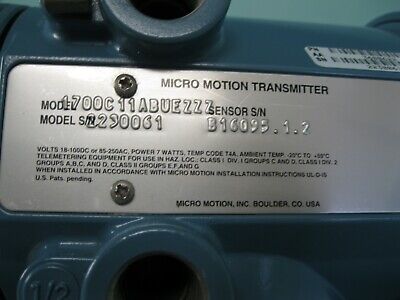 MICRO MOTION TRANSMITTER
MODEL 1700C11ABUEZZZ SENSOR S/N
MODEL S/N 2290061 B16095.1.2
VOLTS 18-100DC or 85-250AC, POWER 7 WATTS, TEMP CODE T4A, AMBIENT TEMP: -35°C TO +55°C
TELEMETERING EQUIPMENT FOR USE IN HAZ. LOC.: CLASS I DIV. I GROUPS C AND D, CLASS I DIV. 2
GROUPS A,B,C, AND D, CLASS II GROUPS E,F, AND G
WHEN INSTALLED IN ACCORDANCE WITH MICRO MOTION INSTALLATION INSTRUCTIONS UL-D-IS
U.S. Pats. pending.
MICRO MOTION, INC. BOULDER, CO. USA
1/2